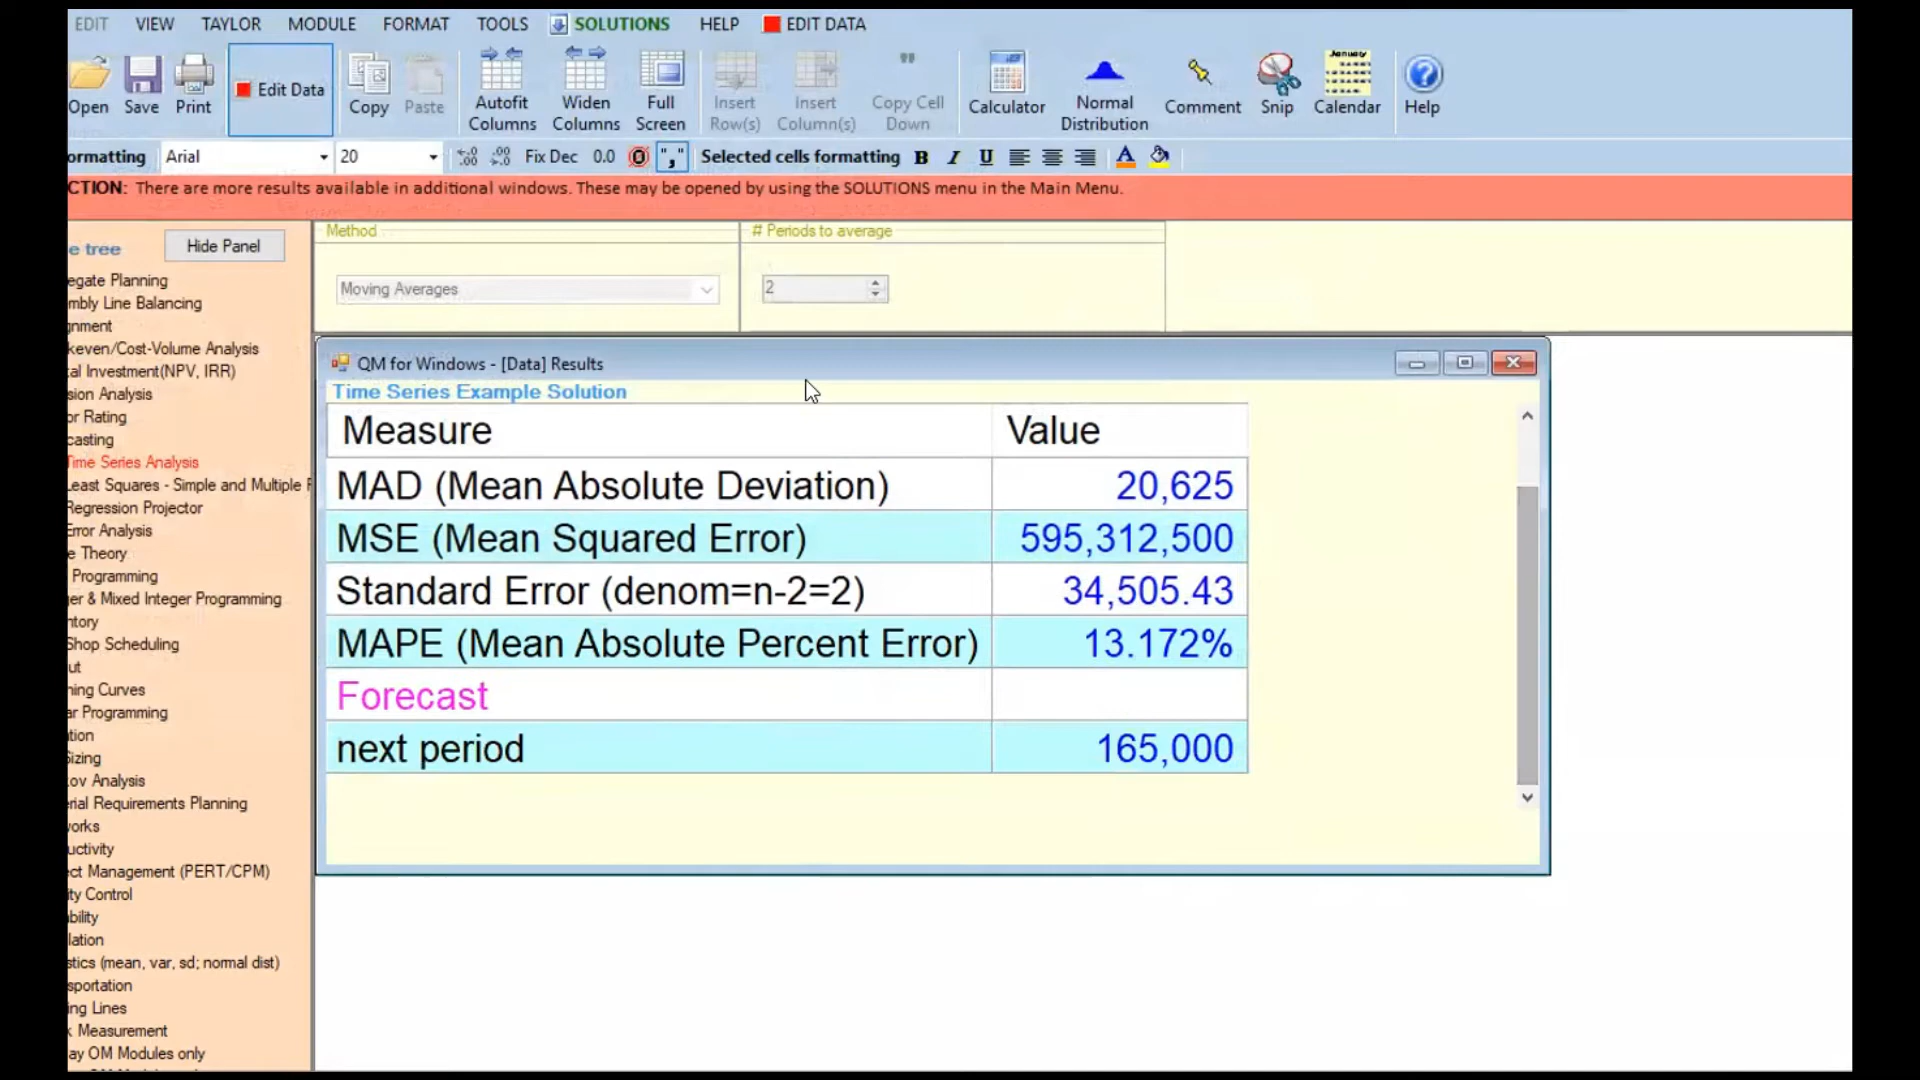 EDIT VIEW TAYLOR MODULE FORMAT TOOLS SOLUTIONS HELP EDIT DATA
Open Save Print Edit Data Copy Paste Autofit Columns Widen Columns Full Screen Insert Row(s) Insert Column(s) Copy Cell Down Calculator Normal Distribution Comment Snip Calendar Help
ormatting Arial 20 Fix Dec 0.0 "," Selected cells formatting B I U A
CTION: There are more results available in additional windows. These may be opened by using the SOLUTIONS menu in the Main Menu.
e tree Hide Panel
Method
# Periods to average
Moving Averages
2
egate Planning
mbly Line Balancing
gnment
keven/Cost-Volume Analysis
al Investment(NPV, IRR)
sion Analysis
or Rating
casting
Time Series Analysis
Least Squares - Simple and Multiple
Regression Projector
Error Analysis
e Theory
Programming
er & Mixed Integer Programming
ntory
Shop Scheduling
ut
ning Curves
ar Programming
ation
Sizing
ov Analysis
erial Requirements Planning
works
uctivity
ect Management (PERT/CPM)
ity Control
bility
lation
stics (mean, var, sd; normal dist)
sportation
ing Lines
k Measurement
ay OM Modules only
QM for Windows - [Data] Results
Time Series Example Solution
Measure Value
MAD (Mean Absolute Deviation) 20,625
MSE (Mean Squared Error) 595,312,500
Standard Error (denom=n-2=2) 34,505.43
MAPE (Mean Absolute Percent Error) 13.172%
Forecast
next period 165,000